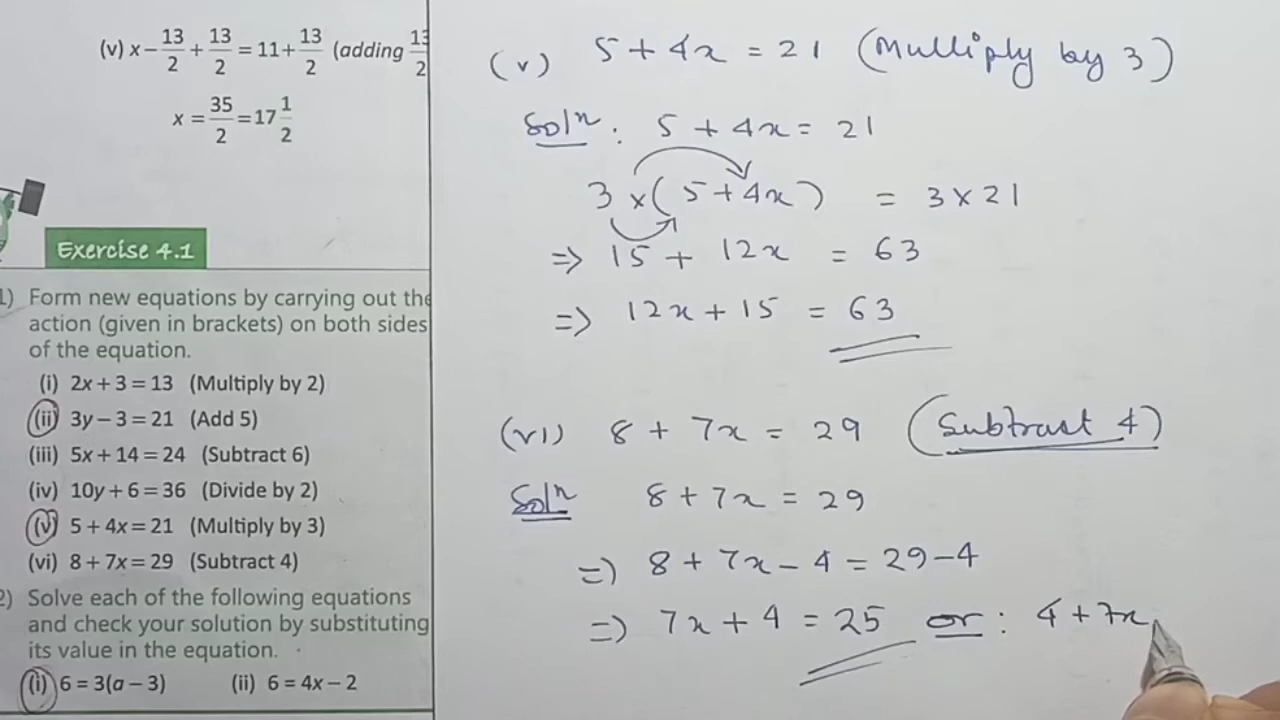 (v) x − 13/2 + 13/2 = 11 + 13/2 (adding 13/2
x = 35/2 = 17 1/2
Exercise 4.1
1) Form new equations by carrying out the
action (given in brackets) on both sides
of the equation.
(i) 2x + 3 = 13 (Multiply by 2)
(ii) 3y − 3 = 21 (Add 5)
(iii) 5x + 14 = 24 (Subtract 6)
(iv) 10y + 6 = 36 (Divide by 2)
(v) 5 + 4x = 21 (Multiply by 3)
(vi) 8 + 7x = 29 (Subtract 4)
2) Solve each of the following equations
and check your solution by substituting
its value in the equation.
(i) 6 = 3(a − 3) (ii) 6 = 4x − 2
(v) 5 + 4x = 21 (Multiply by 3)
Solⁿ: 5 + 4x = 21
3 × (5 + 4x) = 3 × 21
=> 15 + 12x = 63
=> 12x + 15 = 63
(vi) 8 + 7x = 29 (Subtract 4)
Solⁿ 8 + 7x = 29
=> 8 + 7x − 4 = 29 − 4
=> 7x + 4 = 25 or: 4 + 7x